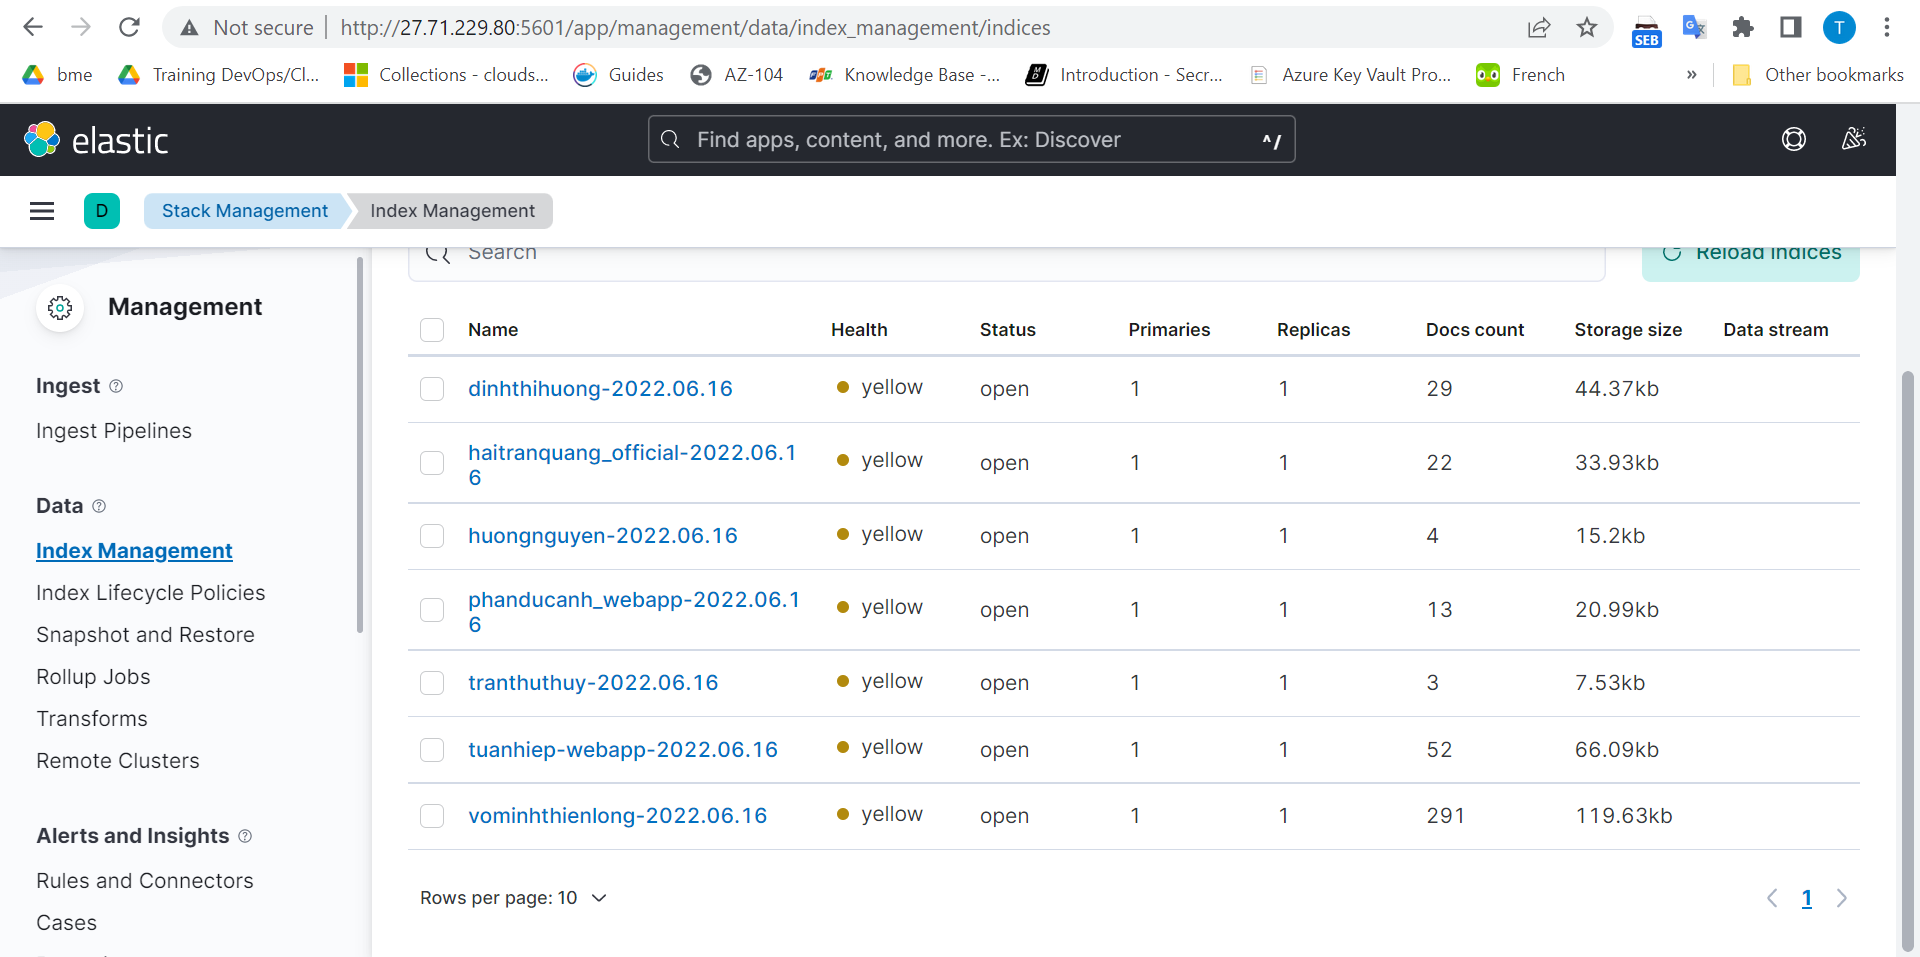 Not secure | http://27.71.229.80:5601/app/management/data/index_management/indices
SEB
T
bme
Training DevOps/Cl...
Collections - clouds...
Guides
AZ-104
Knowledge Base -...
Introduction - Secr...
Azure Key Vault Pro...
French
»
Other bookmarks
elastic
Find apps, content, and more. Ex: Discover
^/
D
Stack Management
Index Management
Search
Reload indices
Management
Ingest
Ingest Pipelines
Data
Index Management
Index Lifecycle Policies
Snapshot and Restore
Rollup Jobs
Transforms
Remote Clusters
Alerts and Insights
Rules and Connectors
Cases
Name Health Status Primaries Replicas Docs count Storage size Data stream
dinhthihuong-2022.06.16 yellow open 1 1 29 44.37kb
haitranquang_official-2022.06.1
6 yellow open 1 1 22 33.93kb
huongnguyen-2022.06.16 yellow open 1 1 4 15.2kb
phanducanh_webapp-2022.06.1
6 yellow open 1 1 13 20.99kb
tranthuthuy-2022.06.16 yellow open 1 1 3 7.53kb
tuanhiep-webapp-2022.06.16 yellow open 1 1 52 66.09kb
vominhthienlong-2022.06.16 yellow open 1 1 291 119.63kb
Rows per page: 10
1